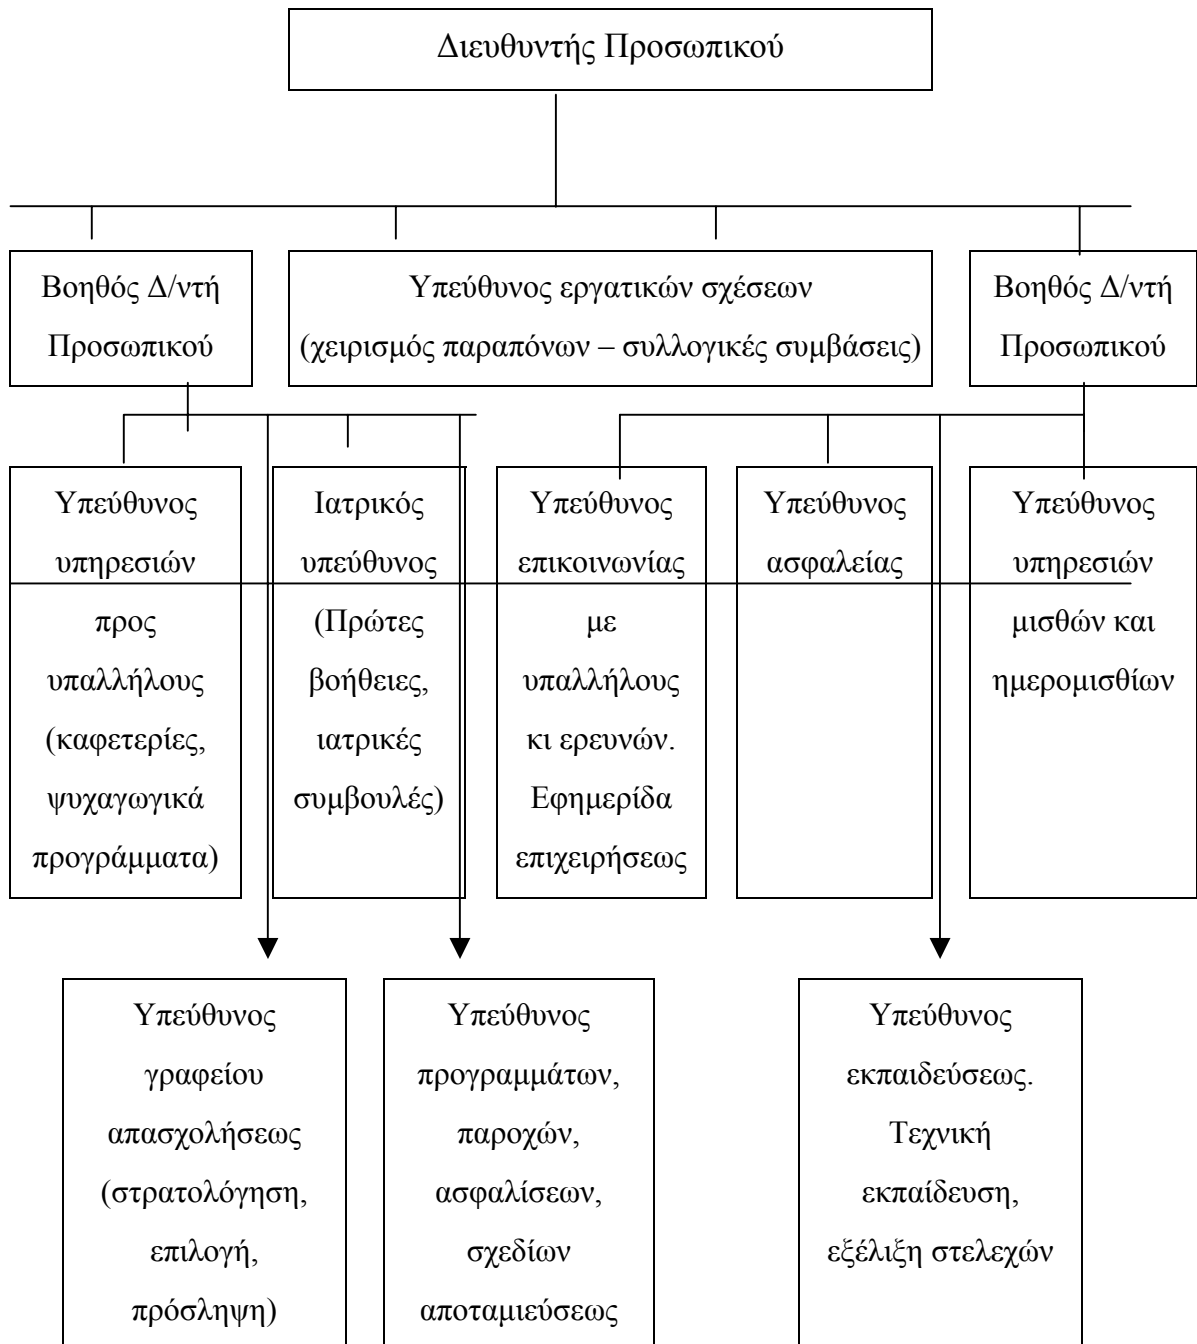 Διευθυντής Προσωπικού
Βοηθός Δ/ντή
Προσωπικού
Υπεύθυνος εργατικών σχέσεων
(χειρισμός παραπόνων – συλλογικές συμβάσεις)
Βοηθός Δ/ντή
Προσωπικού
Υπεύθυνος
υπηρεσιών
προς
υπαλλήλους
(καφετερίες,
ψυχαγωγικά
προγράμματα)
Ιατρικός
υπεύθυνος
(Πρώτες
βοήθειες,
ιατρικές
συμβουλές)
Υπεύθυνος
επικοινωνίας
με
υπαλλήλους
κι ερευνών.
Εφημερίδα
επιχειρήσεως
Υπεύθυνος
ασφαλείας
Υπεύθυνος
υπηρεσιών
μισθών και
ημερομισθίων
Υπεύθυνος
γραφείου
απασχολήσεως
(στρατολόγηση,
επιλογή,
πρόσληψη)
Υπεύθυνος
προγραμμάτων,
παροχών,
ασφαλίσεων,
σχεδίων
αποταμιεύσεως
Υπεύθυνος
εκπαιδεύσεως.
Τεχνική
εκπαίδευση,
εξέλιξη στελεχών